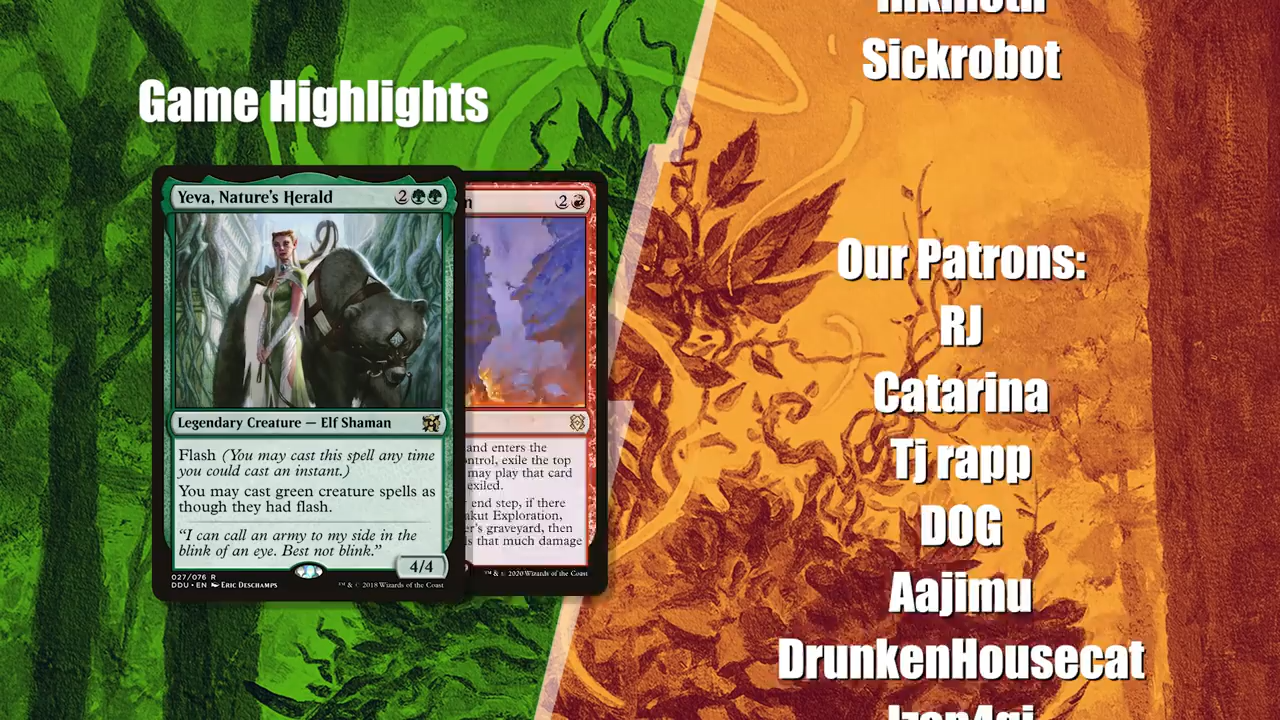 Game Highlights
Yeva, Nature's Herald
2
Legendary Creature — Elf Shaman
Flash (You may cast this spell any time
you could cast an instant.)
You may cast green creature spells as
though they had flash.
“I can call an army to my side in the
blink of an eye. Best not blink.”
4/4
027/076 R
DDU • EN Eric Deschamps
™ & © 2018 Wizards of the Coast
n
2
and enters the
ontrol, exile the top
may play that card
exiled.
end step, if there
akut Exploration,
er's graveyard, then
ls that much damage
™ & © 2020 Wizards of the Coast
Sickrobot
Our Patrons:
RJ
Catarina
Tj rapp
DOG
Aajimu
DrunkenHousecat